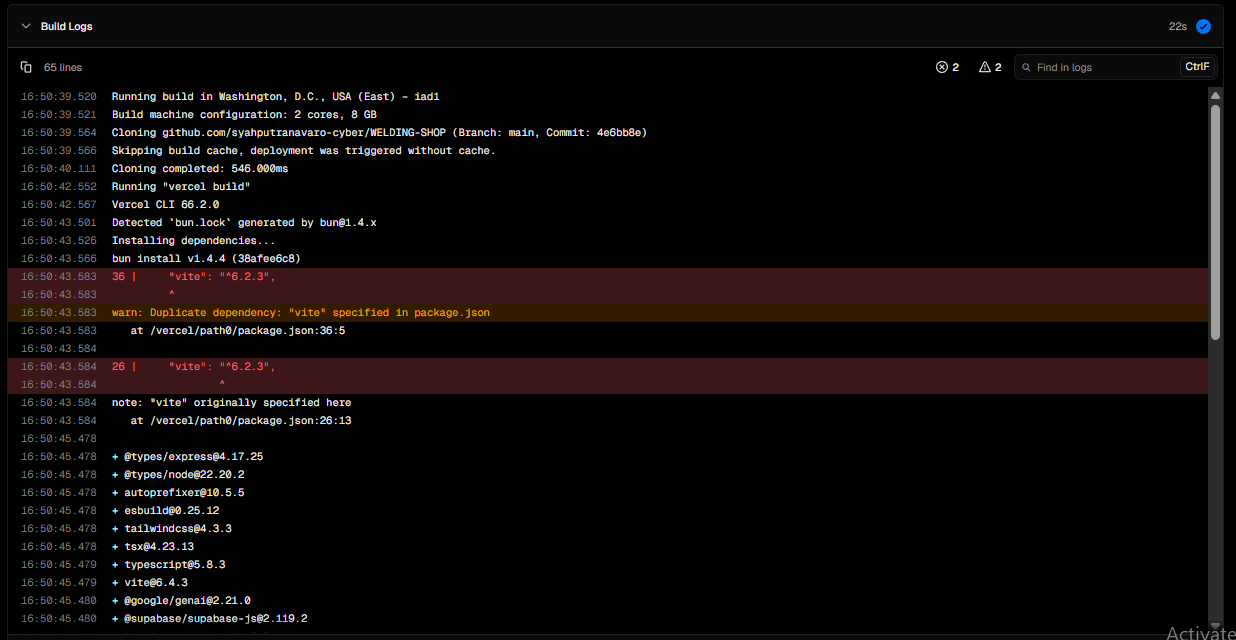 Build Logs 22s
65 lines 2 2 Find in logs CtrlF
16:50:39.520 Running build in Washington, D.C., USA (East) – iad1
16:50:39.521 Build machine configuration: 2 cores, 8 GB
16:50:39.564 Cloning github.com/syahputranavaro-cyber/WELDING-SHOP (Branch: main, Commit: 4e6bb8e)
16:50:39.566 Skipping build cache, deployment was triggered without cache.
16:50:40.111 Cloning completed: 546.000ms
16:50:42.552 Running "vercel build"
16:50:42.567 Vercel CLI 66.2.0
16:50:43.501 Detected `bun.lock` generated by bun@1.4.x
16:50:43.526 Installing dependencies...
16:50:43.566 bun install v1.4.4 (38afee6c8)
16:50:43.583 36 |     "vite": "^6.2.3",
16:50:43.583          ^
16:50:43.583 warn: Duplicate dependency: "vite" specified in package.json
16:50:43.583    at /vercel/path0/package.json:36:5
16:50:43.584
16:50:43.584 26 |     "vite": "^6.2.3",
16:50:43.584                  ^
16:50:43.584 note: "vite" originally specified here
16:50:43.584    at /vercel/path0/package.json:26:13
16:50:45.478
16:50:45.478 + @types/express@4.17.25
16:50:45.478 + @types/node@22.20.2
16:50:45.478 + autoprefixer@10.5.5
16:50:45.478 + esbuild@0.25.12
16:50:45.478 + tailwindcss@4.3.3
16:50:45.478 + tsx@4.23.13
16:50:45.479 + typescript@5.8.3
16:50:45.479 + vite@6.4.3
16:50:45.480 + @google/genai@2.21.0
16:50:45.480 + @supabase/supabase-js@2.119.2
Activate